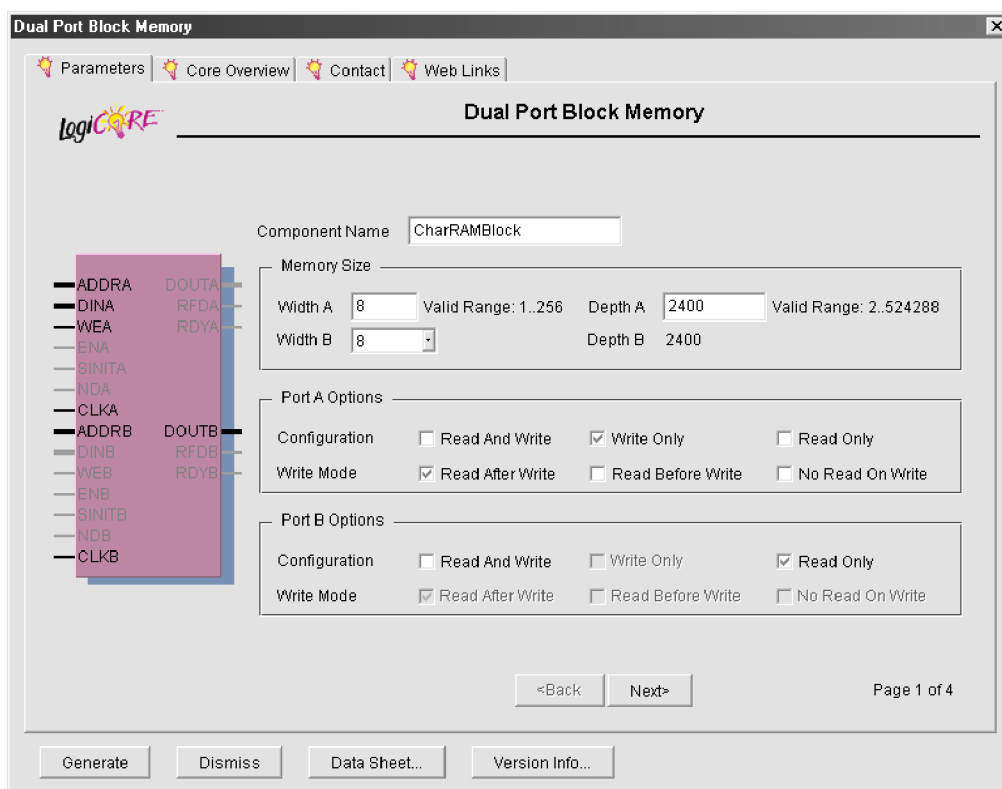 Dual Port Block Memory
Parameters Core Overview Contact Web Links
LogiCORE
Dual Port Block Memory
Component Name CharRAMBlock
ADDRA DOUTA
DINA RFDA
WEA RDYA
ENA
SINITA
NDA
CLKA
ADDRB DOUTB
DINB RFDB
WEB RDYB
ENB
SINITB
NDB
CLKB
Memory Size
Width A 8 Valid Range: 1..256 Depth A 2400 Valid Range: 2..524288
Width B 8 Depth B 2400
Port A Options
Configuration Read And Write Write Only Read Only
Write Mode Read After Write Read Before Write No Read On Write
Port B Options
Configuration Read And Write Write Only Read Only
Write Mode Read After Write Read Before Write No Read On Write
<Back Next> Page 1 of 4
Generate Dismiss Data Sheet... Version Info...